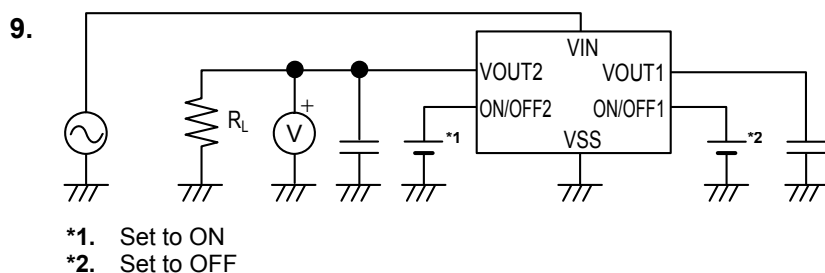 9.
VIN
VOUT2 VOUT1
ON/OFF2 ON/OFF1
VSS
RL
+
V
*1
*2
*1. Set to ON
*2. Set to OFF